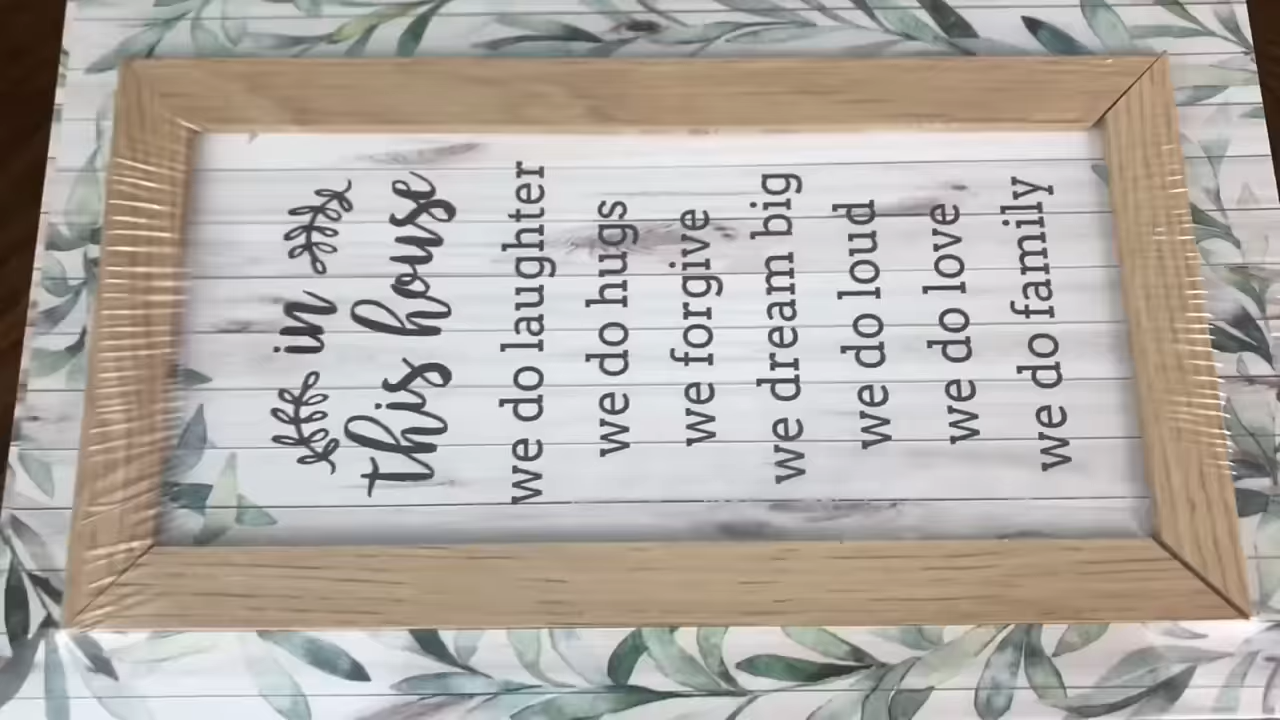 in
this house
we do laughter
we do hugs
we forgive
we dream big
we do loud
we do love
we do family